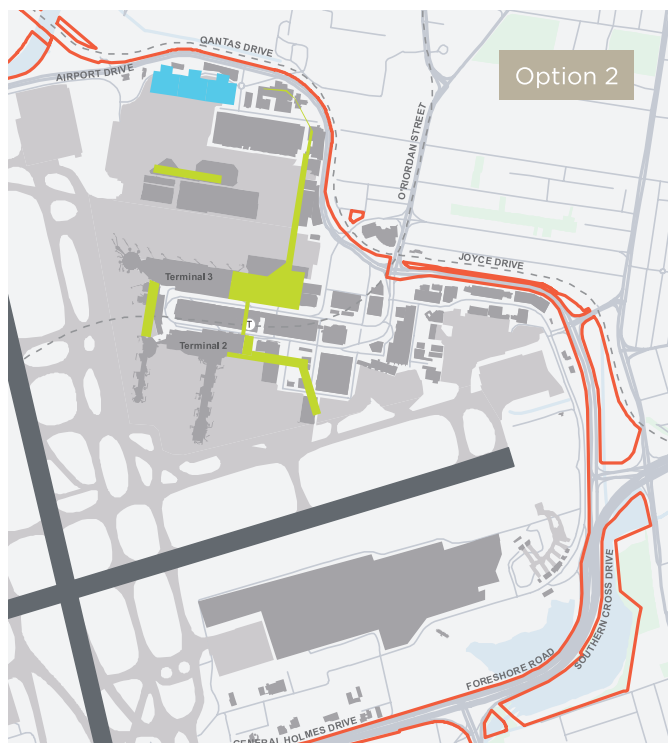 QANTAS DRIVE
AIRPORT DRIVE
Option 2
O'RIORDAN STREET
JOYCE DRIVE
Terminal 3
T
Terminal 2
SOUTHERN CROSS DRIVE
FORESHORE ROAD
GENERAL HOLMES DRIVE